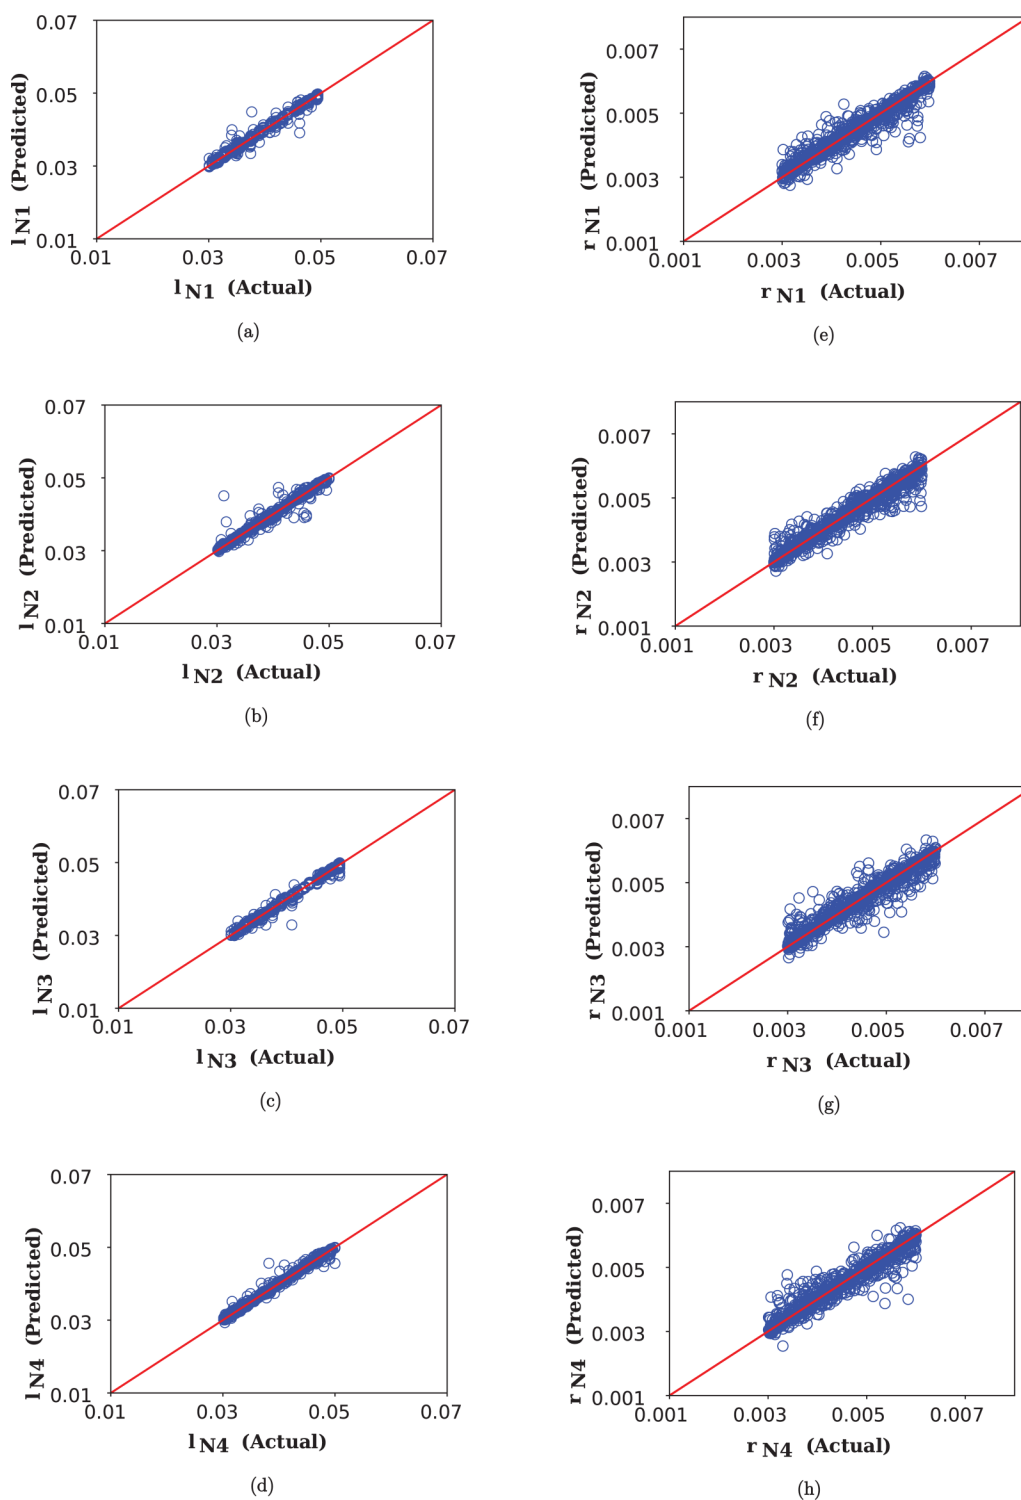 0.07
0.05
0.03
0.01
l N1 (Predicted)
0.01 0.03 0.05 0.07
l N1 (Actual)
(a)
0.007
0.005
0.003
0.001
r N1 (Predicted)
0.001 0.003 0.005 0.007
r N1 (Actual)
(e)
0.07
0.05
0.03
0.01
l N2 (Predicted)
0.01 0.03 0.05 0.07
l N2 (Actual)
(b)
0.007
0.005
0.003
0.001
r N2 (Predicted)
0.001 0.003 0.005 0.007
r N2 (Actual)
(f)
0.07
0.05
0.03
0.01
l N3 (Predicted)
0.01 0.03 0.05 0.07
l N3 (Actual)
(c)
0.007
0.005
0.003
0.001
r N3 (Predicted)
0.001 0.003 0.005 0.007
r N3 (Actual)
(g)
0.07
0.05
0.03
0.01
l N4 (Predicted)
0.01 0.03 0.05 0.07
l N4 (Actual)
(d)
0.007
0.005
0.003
0.001
r N4 (Predicted)
0.001 0.003 0.005 0.007
r N4 (Actual)
(h)